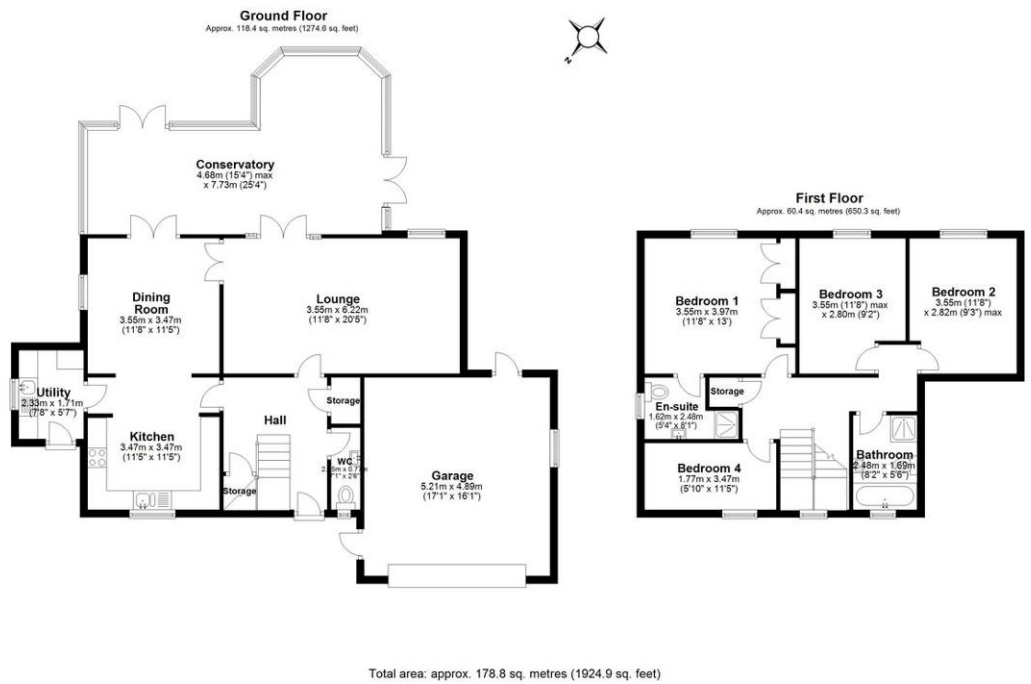 Ground Floor
Approx. 118.4 sq. metres (1274.6 sq. feet)
N
Conservatory
4.68m (15'4") max
x 7.73m (25'4")
First Floor
Approx. 60.4 sq. metres (650.3 sq. feet)
Dining
Room
3.55m x 3.47m
(11'8" x 11'5")
Lounge
3.55m x 6.22m
(11'8" x 20'5")
Utility
2.33m x 1.71m
(7'8" x 5'7")
Kitchen
3.47m x 3.47m
(11'5" x 11'5")
Hall
Storage
Storage
WC
Garage
5.21m x 4.89m
(17'1" x 16'1")
Bedroom 1
3.55m x 3.97m
(11'8" x 13')
Bedroom 3
3.55m (11'8") max
x 2.80m (9'2")
Bedroom 2
3.55m (11'8")
x 2.82m (9'3") max
Storage
En-suite
1.62m x 2.48m
(5'4" x 8'1")
Bedroom 4
1.77m x 3.47m
(5'10" x 11'5")
Bathroom
2.48m x 1.69m
(8'2" x 5'6")
Total area: approx. 178.8 sq. metres (1924.9 sq. feet)